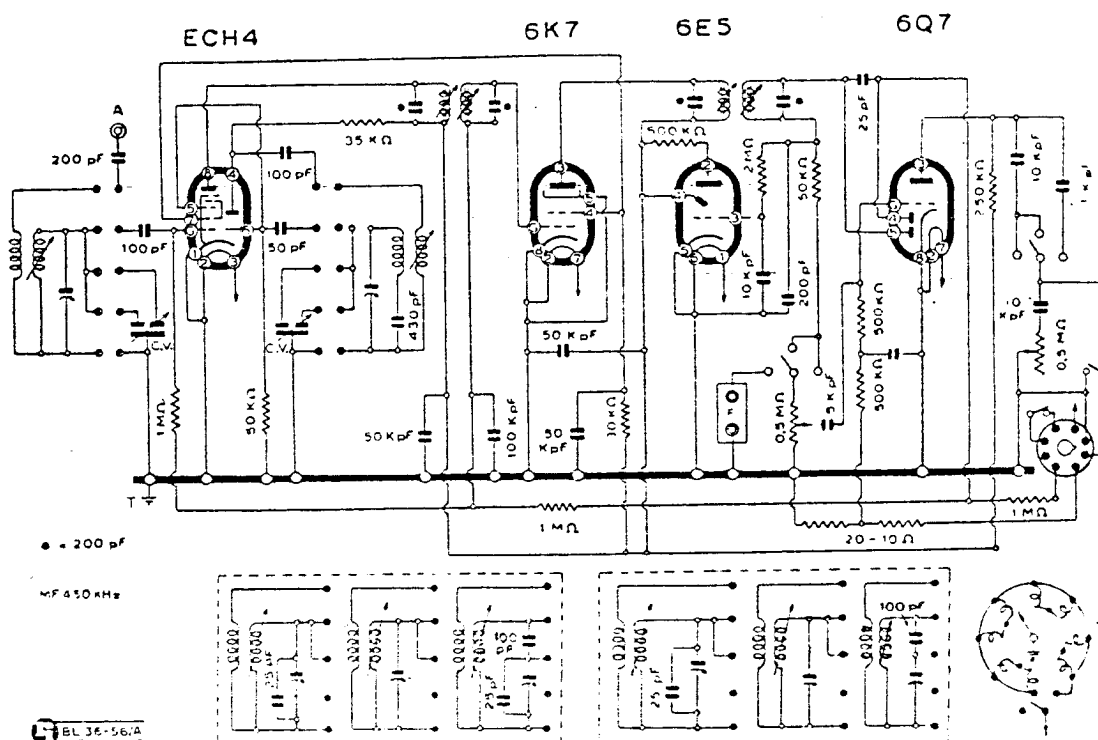 ECH4
6K7
6E5
6Q7
A
200 pF
35 KΩ
100 pF
100 pF
50 pF
430 pF
C.V.
C.V.
1 MΩ
50 KΩ
50 KpF
100 KpF
50 KpF
50 KpF
500 KΩ
2 MΩ
50 KΩ
10 KpF
200 pF
25 pF
250 KΩ
10 KpF
10 KpF
0,5 MΩ
500 KΩ
500 KΩ
5 KpF
0,5 MΩ
T
1 MΩ
1 MΩ
20-10 Ω
• = 200 pF
MF 450 KHz
25 pF
25 pF
25 pF
100 pF
BL 36-56/A